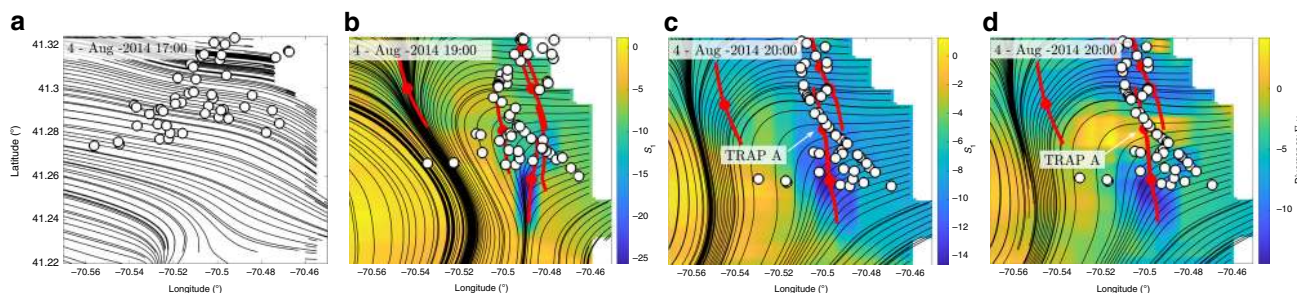 a
b
c
d
4 - Aug -2014 17:00
4 - Aug -2014 19:00
4 - Aug -2014 20:00
4 - Aug -2014 20:00
41.32
41.3
41.28
41.26
41.24
41.22
Latitude (°)
TRAP A
TRAP A
0
−5
−10
−15
−20
−25
s₁
0
−2
−4
−6
−8
−10
−12
−14
s₁
0
−5
−10
−70.56 −70.54 −70.52 −70.5 −70.48 −70.46
−70.56 −70.54 −70.52 −70.5 −70.48 −70.46
−70.56 −70.54 −70.52 −70.5 −70.48 −70.46
−70.56 −70.54 −70.52 −70.5 −70.48 −70.46
Longitude (°)
Longitude (°)
Longitude (°)
Longitude (°)